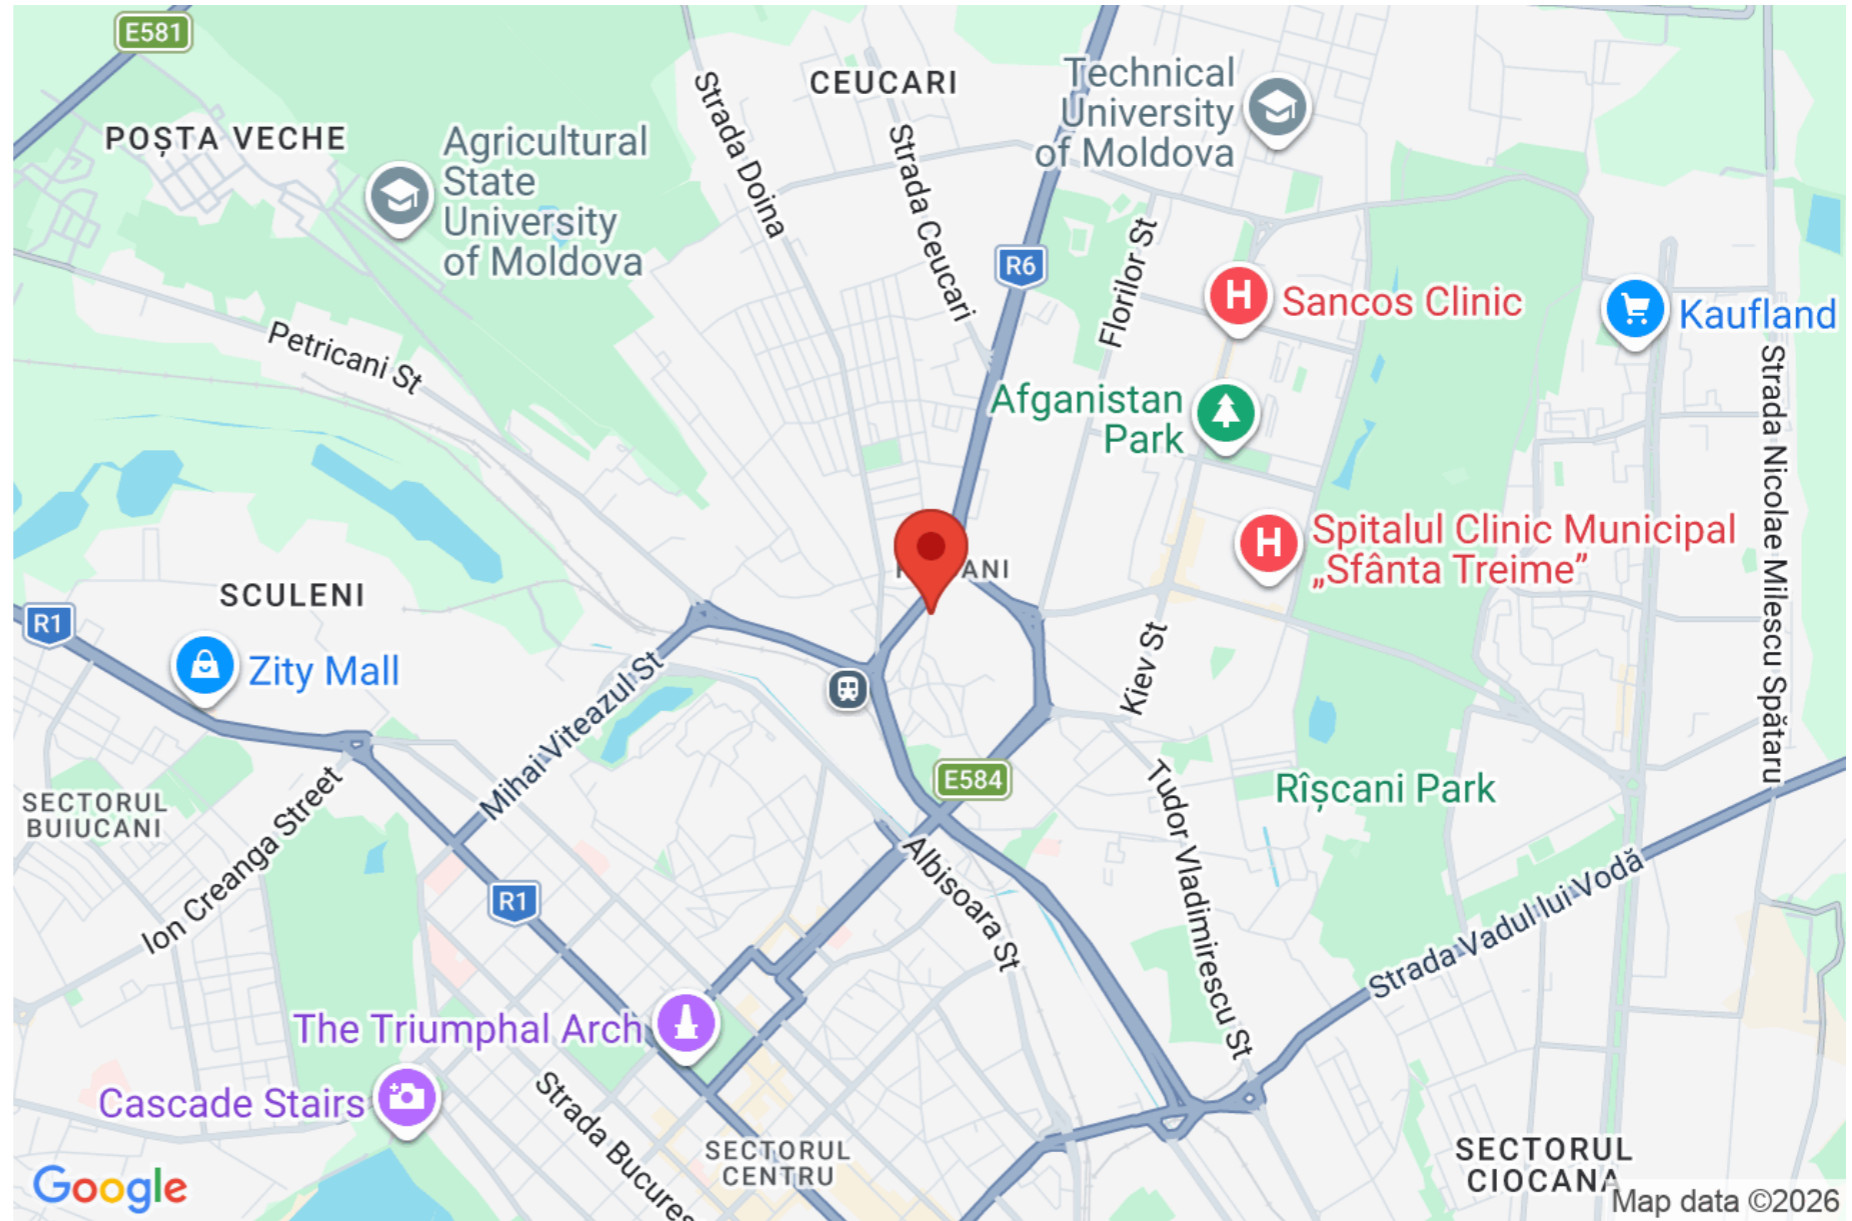 E581
CEUCARI
Technical
University
of Moldova
POȘTA VECHE
Agricultural
State
University
of Moldova
Strada Doina
Strada Ceucari
R6
Florilor St
Sancos Clinic
Kaufland
Petricani St
Afganistan
Park
Strada Nicolae Milescu Spătaru
Spitalul Clinic Municipal
„Sfânta Treime”
SCULENI
R1
Zity Mall
Mihai Viteazul St
Kiev St
E584
Rîșcani Park
SECTORUL
BUIUCANI
Ion Creanga Street
Tudor Vladimirescu St
Albisoara St
Strada Vadul lui Vodă
R1
The Triumphal Arch
Cascade Stairs
SECTORUL
CENTRU
SECTORUL
CIOCANA
Google
Map data ©2026